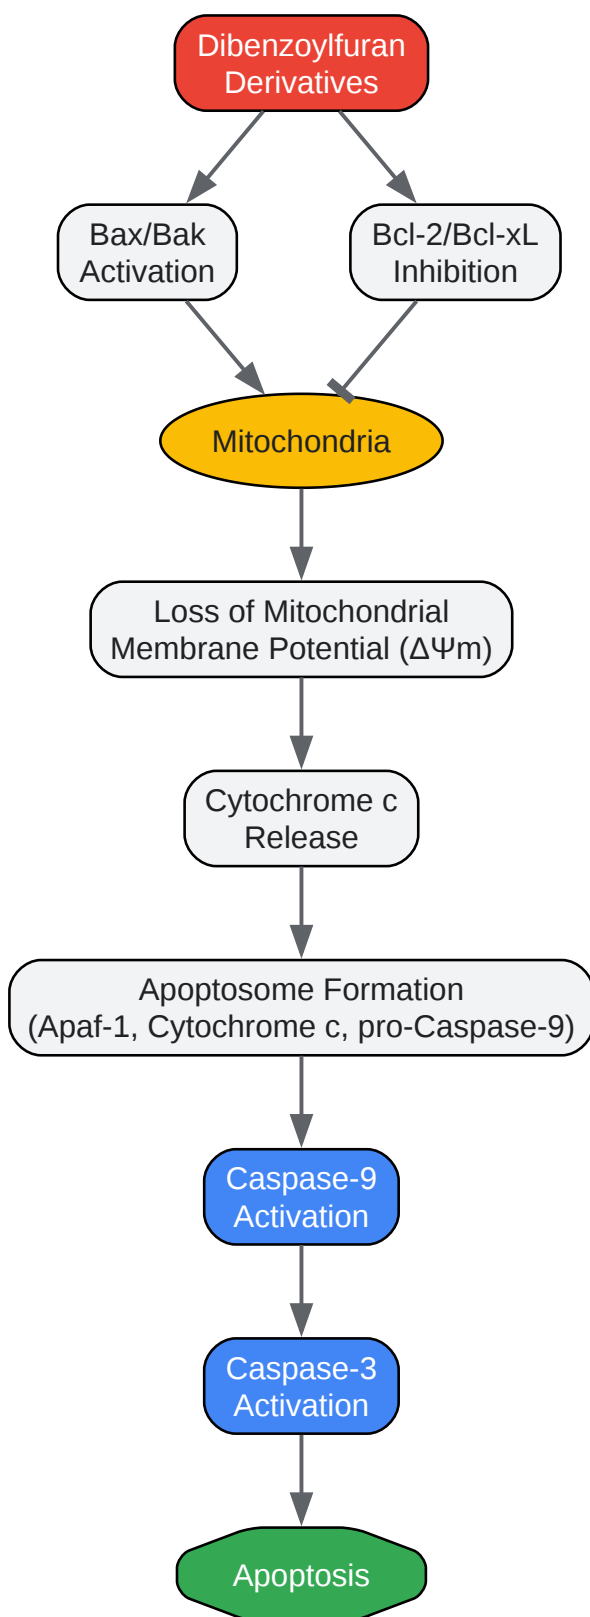 Dibenzoylfuran
Derivatives
Bax/Bak
Activation
Bcl-2/Bcl-xL
Inhibition
Mitochondria
Loss of Mitochondrial
Membrane Potential (ΔΨm)
Cytochrome c
Release
Apoptosome Formation
(Apaf-1, Cytochrome c, pro-Caspase-9)
Caspase-9
Activation
Caspase-3
Activation
Apoptosis